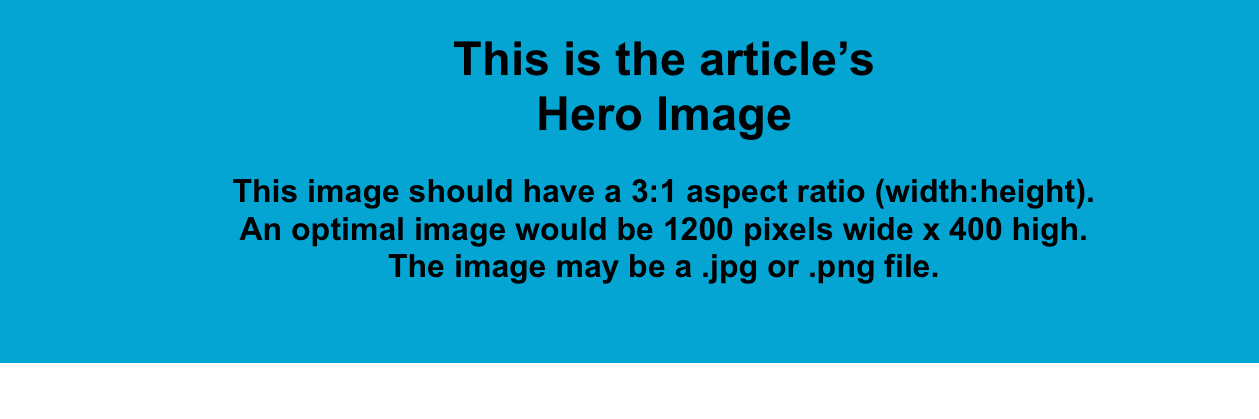 This is the article’s
Hero Image
This image should have a 3:1 aspect ratio (width:height).
An optimal image would be 1200 pixels wide x 400 high.
The image may be a .jpg or .png file.